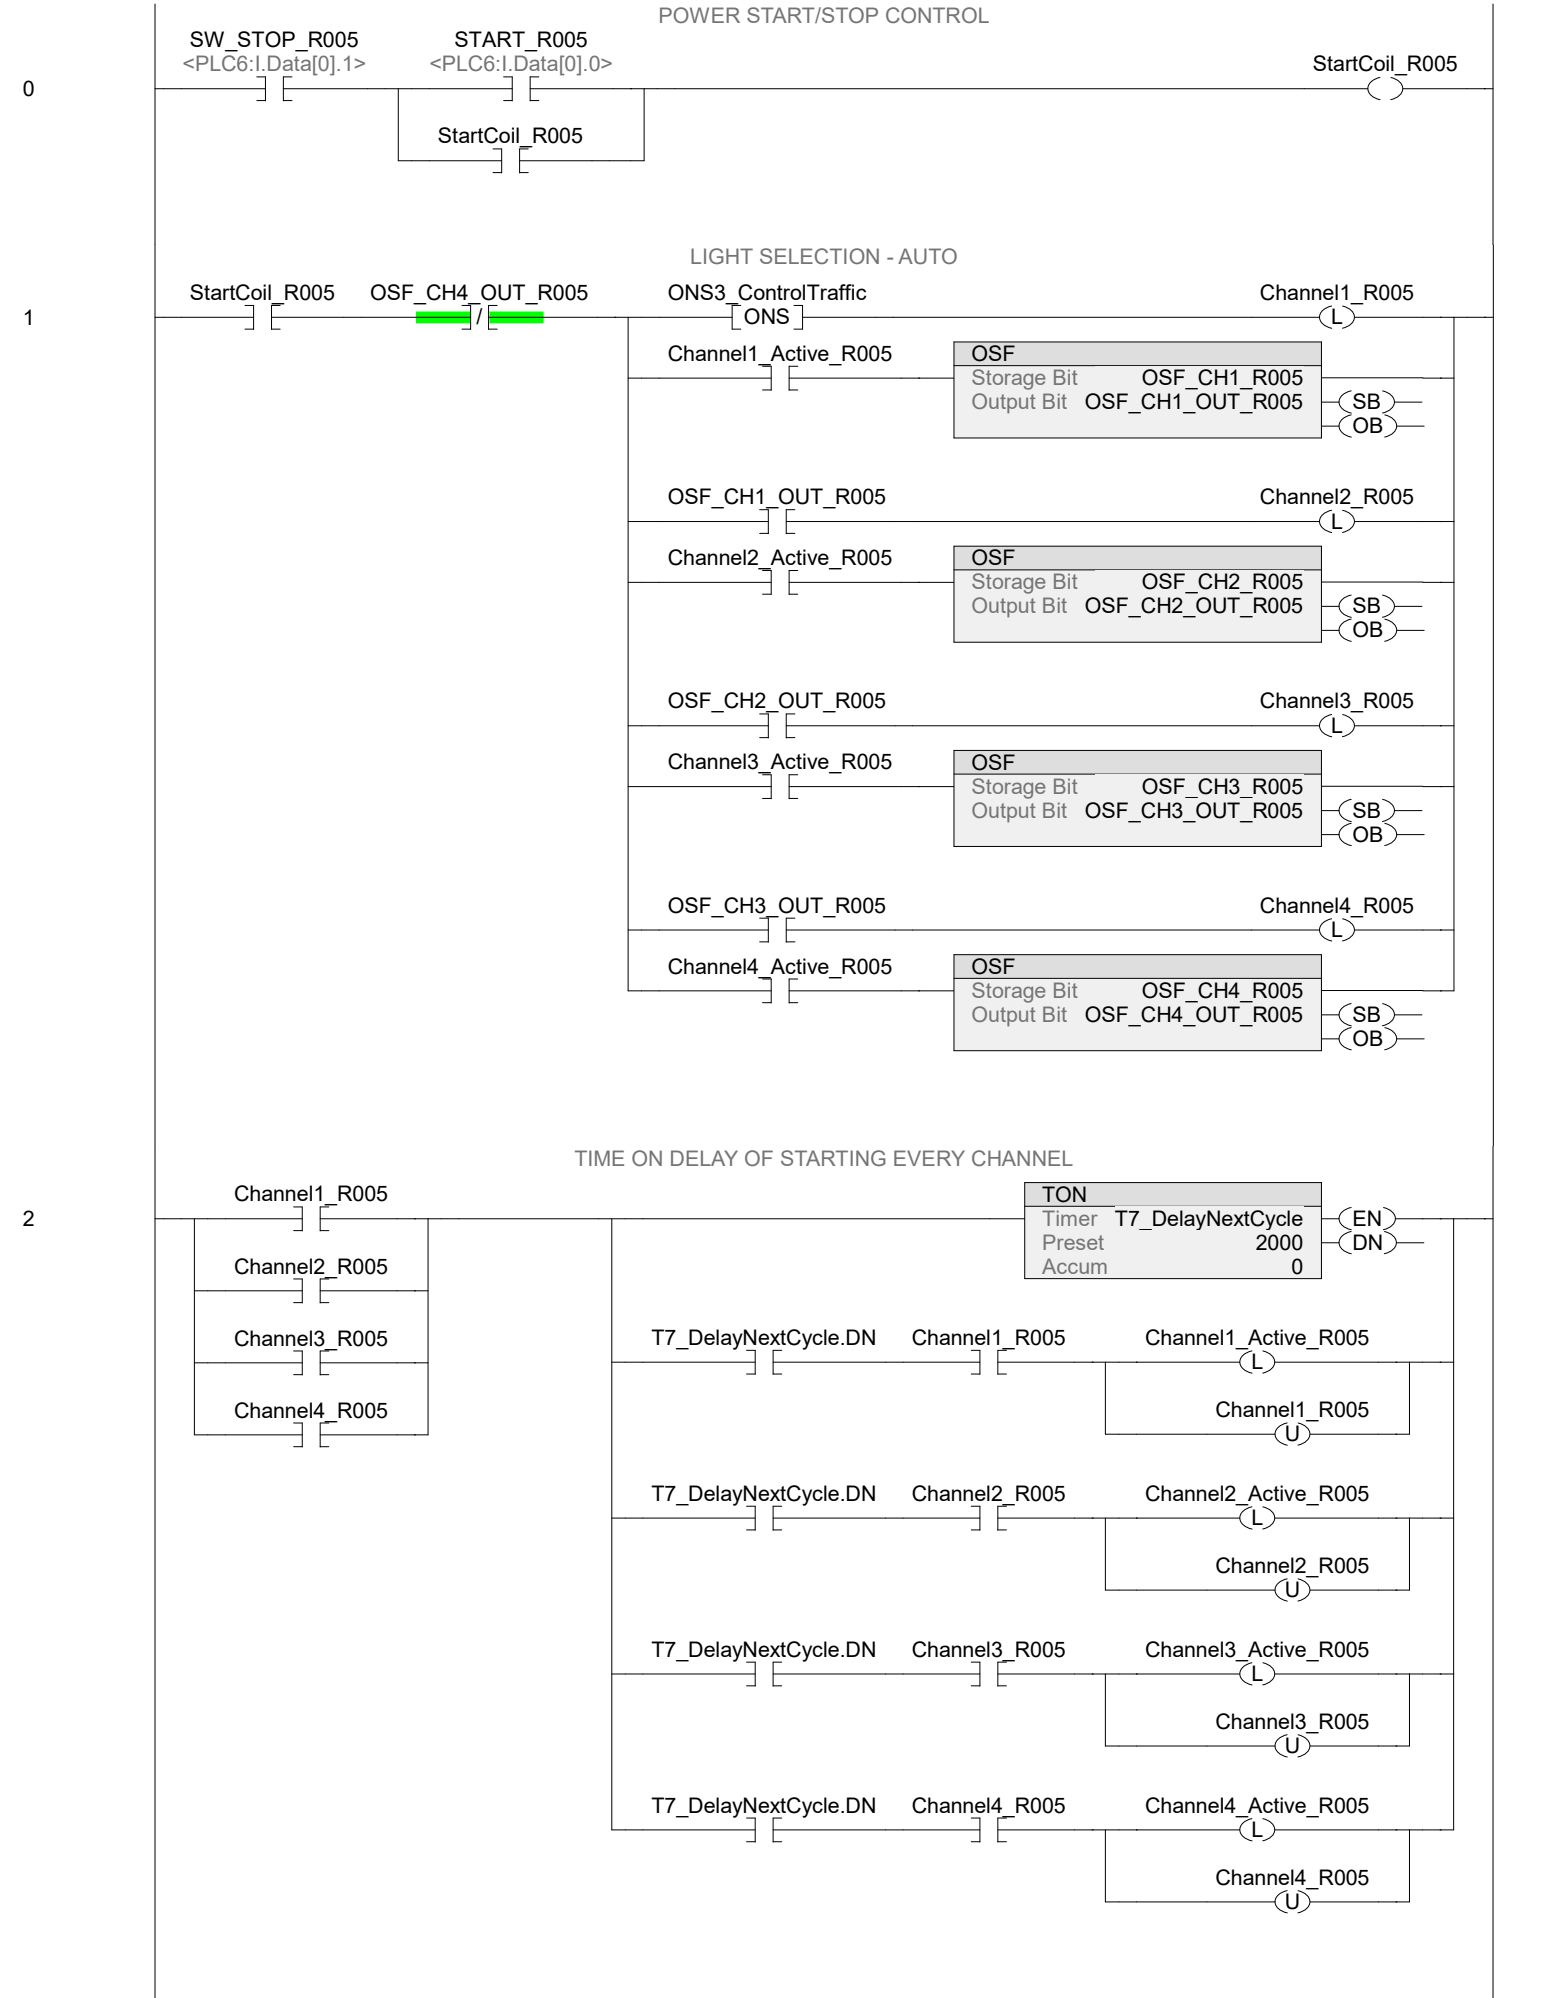 POWER START/STOP CONTROL
SW_STOP_R005 START_R005
<PLC6:I.Data[0].1> <PLC6:I.Data[0].0> StartCoil_R005
0
StartCoil_R005
LIGHT SELECTION - AUTO
StartCoil_R005 OSF_CH4_OUT_R005 ONS3_ControlTraffic Channel1_R005
1 / ONS L
Channel1_Active_R005 OSF
Storage Bit OSF_CH1_R005
Output Bit OSF_CH1_OUT_R005 SB
OB
OSF_CH1_OUT_R005 Channel2_R005
L
Channel2_Active_R005 OSF
Storage Bit OSF_CH2_R005
Output Bit OSF_CH2_OUT_R005 SB
OB
OSF_CH2_OUT_R005 Channel3_R005
L
Channel3_Active_R005 OSF
Storage Bit OSF_CH3_R005
Output Bit OSF_CH3_OUT_R005 SB
OB
OSF_CH3_OUT_R005 Channel4_R005
L
Channel4_Active_R005 OSF
Storage Bit OSF_CH4_R005
Output Bit OSF_CH4_OUT_R005 SB
OB
TIME ON DELAY OF STARTING EVERY CHANNEL
Channel1_R005 TON
2 Timer T7_DelayNextCycle EN
Preset 2000 DN
Channel2_R005 Accum 0
Channel3_R005 T7_DelayNextCycle.DN Channel1_R005 Channel1_Active_R005
L
Channel4_R005 Channel1_R005
U
T7_DelayNextCycle.DN Channel2_R005 Channel2_Active_R005
L
Channel2_R005
U
T7_DelayNextCycle.DN Channel3_R005 Channel3_Active_R005
L
Channel3_R005
U
T7_DelayNextCycle.DN Channel4_R005 Channel4_Active_R005
L
Channel4_R005
U